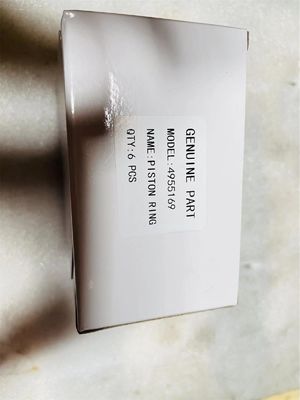 GENUINE PART
MODEL:4955169
NAME:PISTON RING
QTY:6 PCS